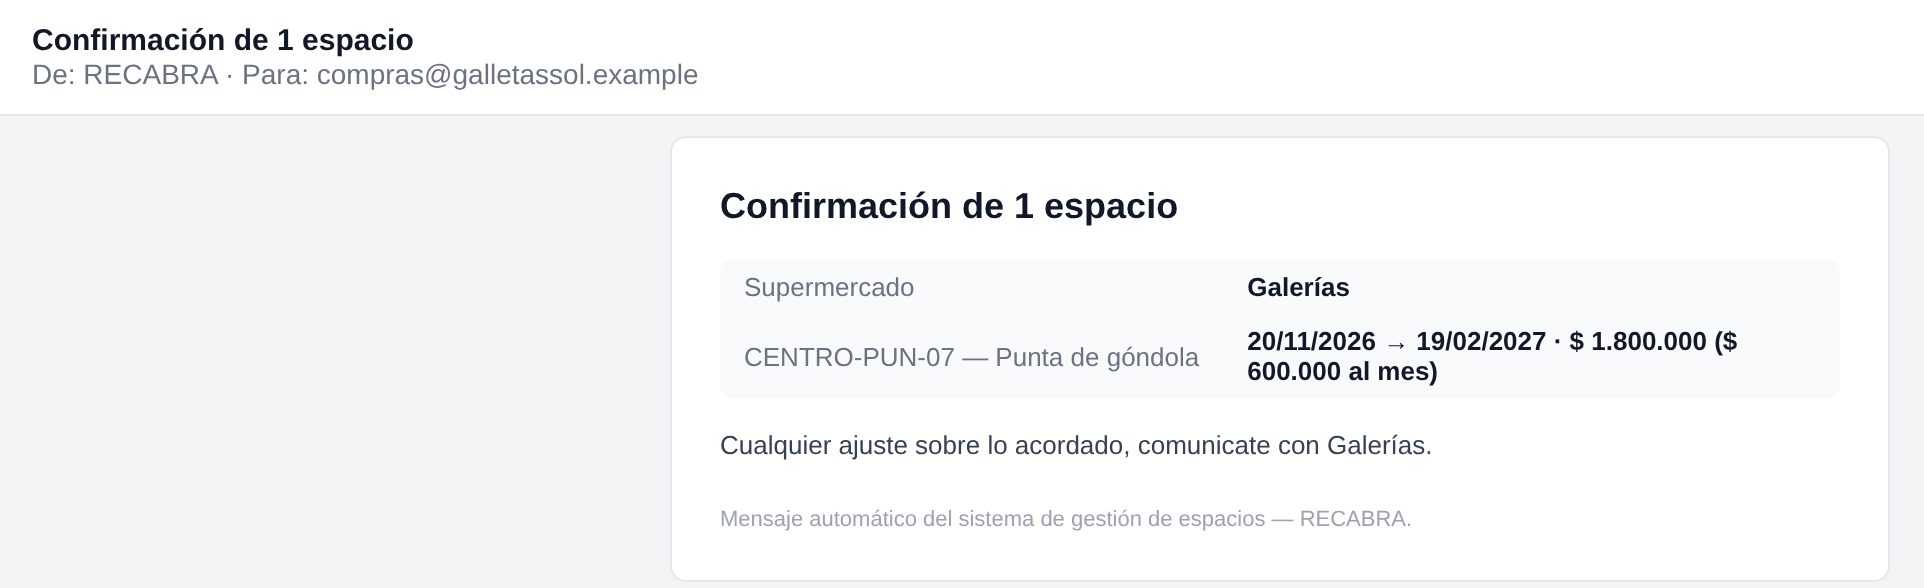 Confirmación de 1 espacio
De: RECABRA · Para: compras@galletassol.example
Confirmación de 1 espacio
Supermercado
Galerías
CENTRO-PUN-07 — Punta de góndola
20/11/2026 → 19/02/2027 · $ 1.800.000 ($
600.000 al mes)
Cualquier ajuste sobre lo acordado, comunicate con Galerías.
Mensaje automático del sistema de gestión de espacios — RECABRA.